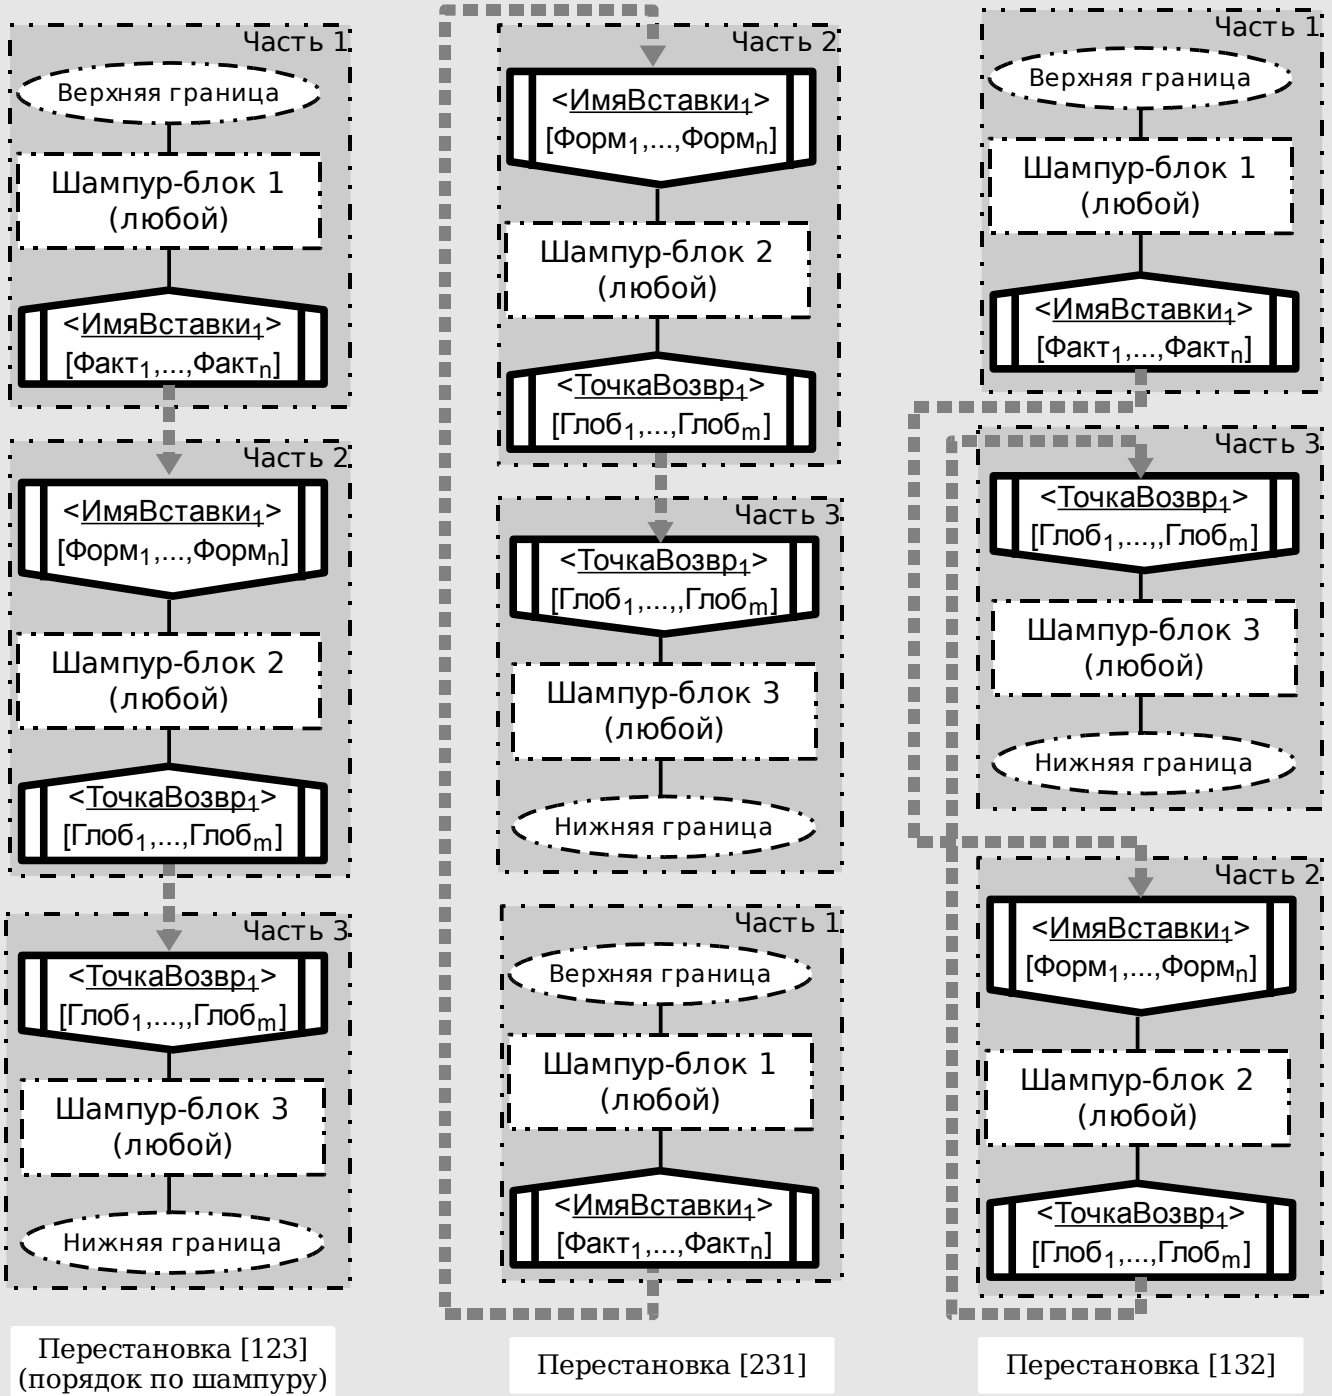 Часть 1
Верхняя граница
Шампур-блок 1
(любой)
<ИмяВставки₁>
[Факт₁,...,Фактₙ]
Часть 2
<ИмяВставки₁>
[Форм₁,...,Формₙ]
Шампур-блок 2
(любой)
<ТочкаВозвр₁>
[Глоб₁,...,Глобₘ]
Часть 3
<ТочкаВозвр₁>
[Глоб₁,...,,Глобₘ]
Шампур-блок 3
(любой)
Нижняя граница
Перестановка [123]
(порядок по шампуру)
Часть 2
<ИмяВставки₁>
[Форм₁,...,Формₙ]
Шампур-блок 2
(любой)
<ТочкаВозвр₁>
[Глоб₁,...,Глобₘ]
Часть 3
<ТочкаВозвр₁>
[Глоб₁,...,,Глобₘ]
Шампур-блок 3
(любой)
Нижняя граница
Часть 1
Верхняя граница
Шампур-блок 1
(любой)
<ИмяВставки₁>
[Факт₁,...,Фактₙ]
Перестановка [231]
Часть 1
Верхняя граница
Шампур-блок 1
(любой)
<ИмяВставки₁>
[Факт₁,...,Фактₙ]
Часть 3
<ТочкаВозвр₁>
[Глоб₁,...,,Глобₘ]
Шампур-блок 3
(любой)
Нижняя граница
Часть 2
<ИмяВставки₁>
[Форм₁,...,Формₙ]
Шампур-блок 2
(любой)
<ТочкаВозвр₁>
[Глоб₁,...,Глобₘ]
Перестановка [132]